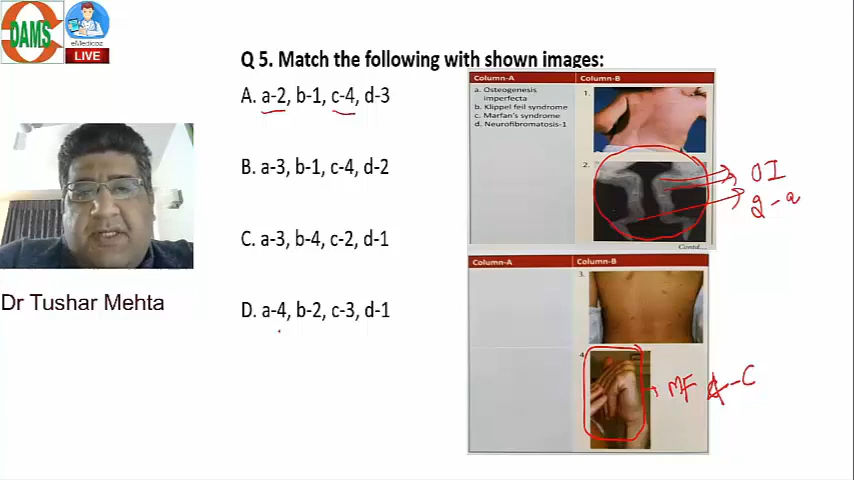 DAMS
eMedicoz
LIVE
Q 5. Match the following with shown images:
A. a-2, b-1, c-4, d-3
B. a-3, b-1, c-4, d-2
C. a-3, b-4, c-2, d-1
D. a-4, b-2, c-3, d-1
Dr Tushar Mehta
Column-A Column-B
a. Osteogenesis
imperfecta
b. Klippel feil syndrome
c. Marfan's syndrome
d. Neurofibromatosis-1
1.
2.
OI
2-a
Contd...
Column-A Column-B
3.
4.
MF 4-C